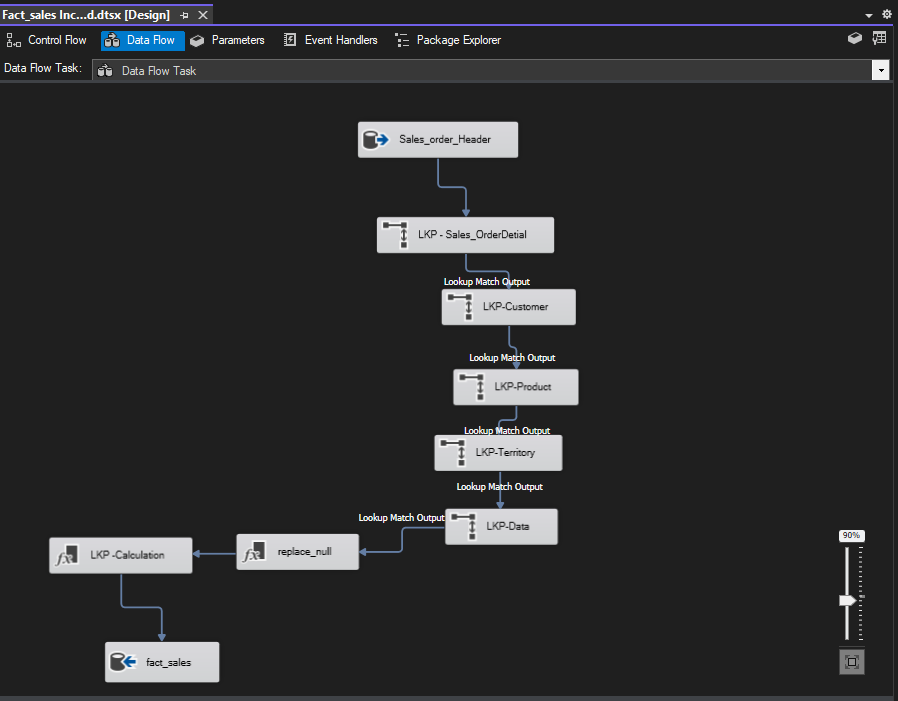 Fact_sales Inc...d.dtsx [Design]
Control Flow
Data Flow
Parameters
Event Handlers
Package Explorer
Data Flow Task:
Data Flow Task
Sales_order_Header
LKP - Sales_OrderDetial
Lookup Match Output
LKP-Customer
Lookup Match Output
LKP-Product
Lookup Match Output
LKP-Territory
Lookup Match Output
Lookup Match Output
LKP-Data
fx
replace_null
fx
LKP -Calculation
fact_sales
90%